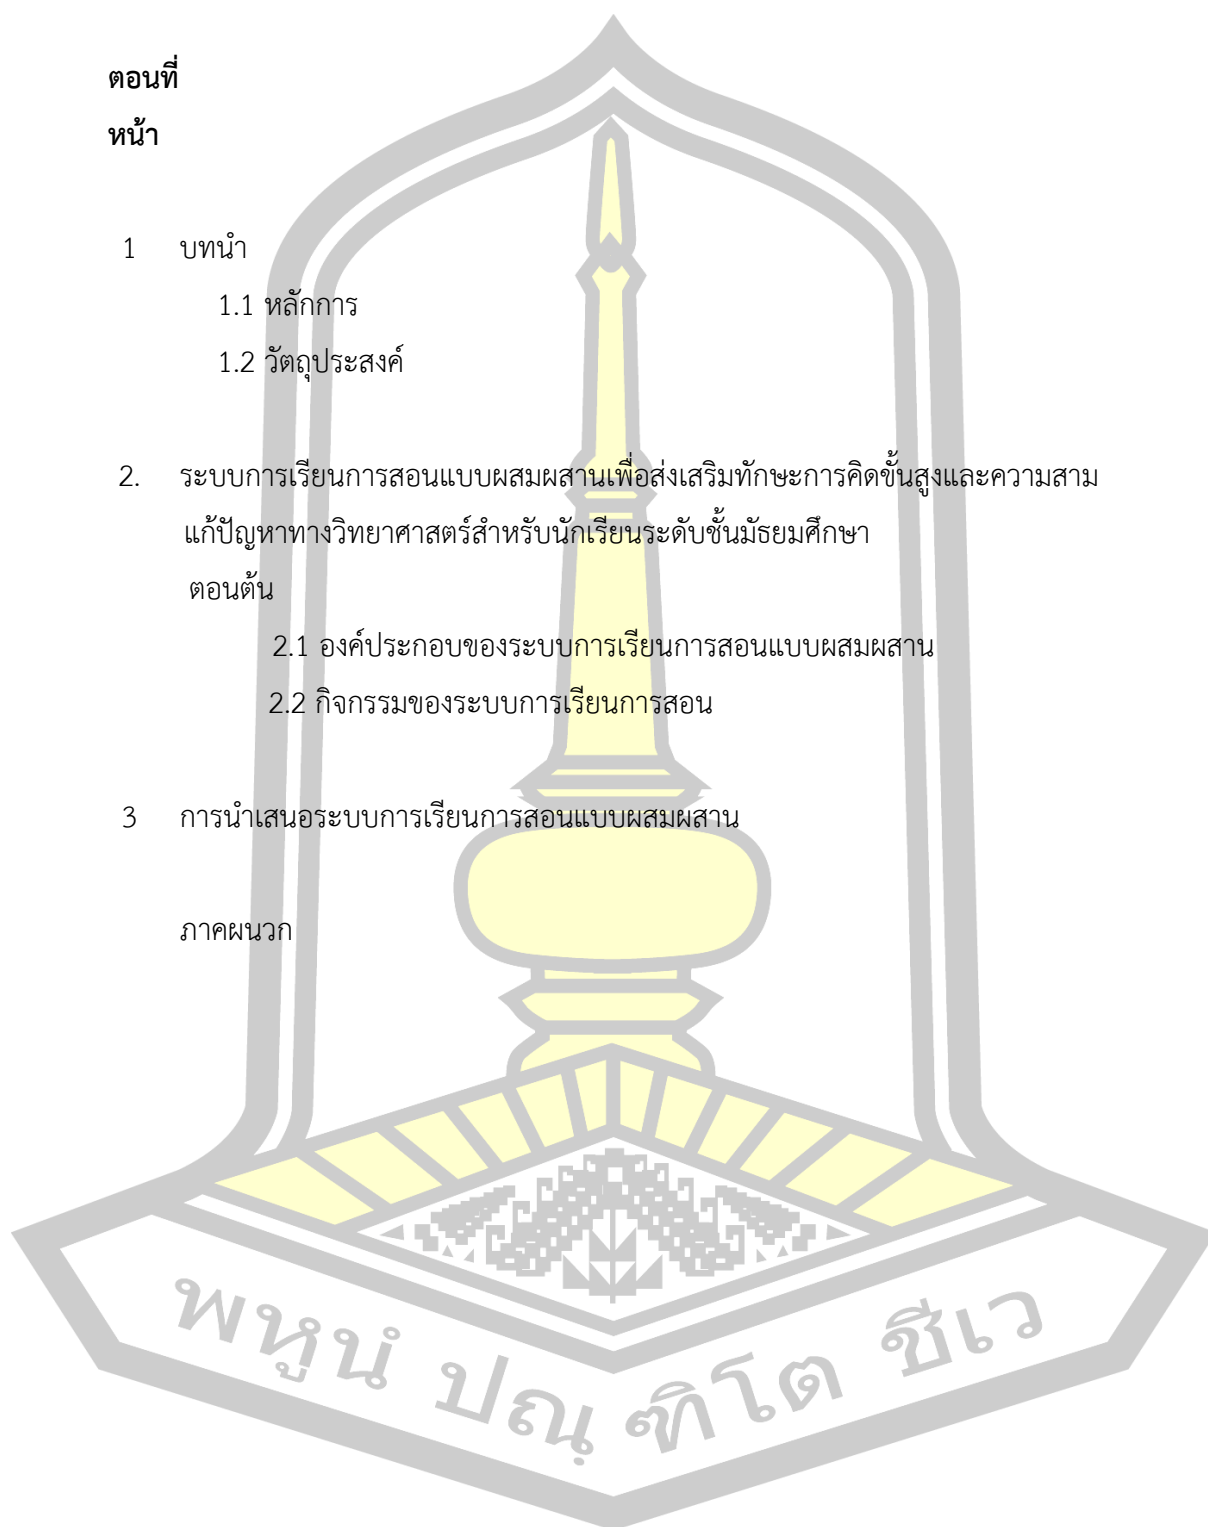 ตอนที่
หน้า
1 บทนำ
1.1 หลักการ
1.2 วัตถุประสงค์
2. ระบบการเรียนการสอนแบบผสมผสานเพื่อส่งเสริมทักษะการคิดขั้นสูงและความสาม
แก้ปัญหาทางวิทยาศาสตร์สำหรับนักเรียนระดับชั้นมัธยมศึกษา
ตอนต้น
2.1 องค์ประกอบของระบบการเรียนการสอนแบบผสมผสาน
2.2 กิจกรรมของระบบการเรียนการสอน
3 การนำเสนอระบบการเรียนการสอนแบบผสมผสาน
ภาคผนวก
พหูนํ ปณฺ ฑิโต ชีเว